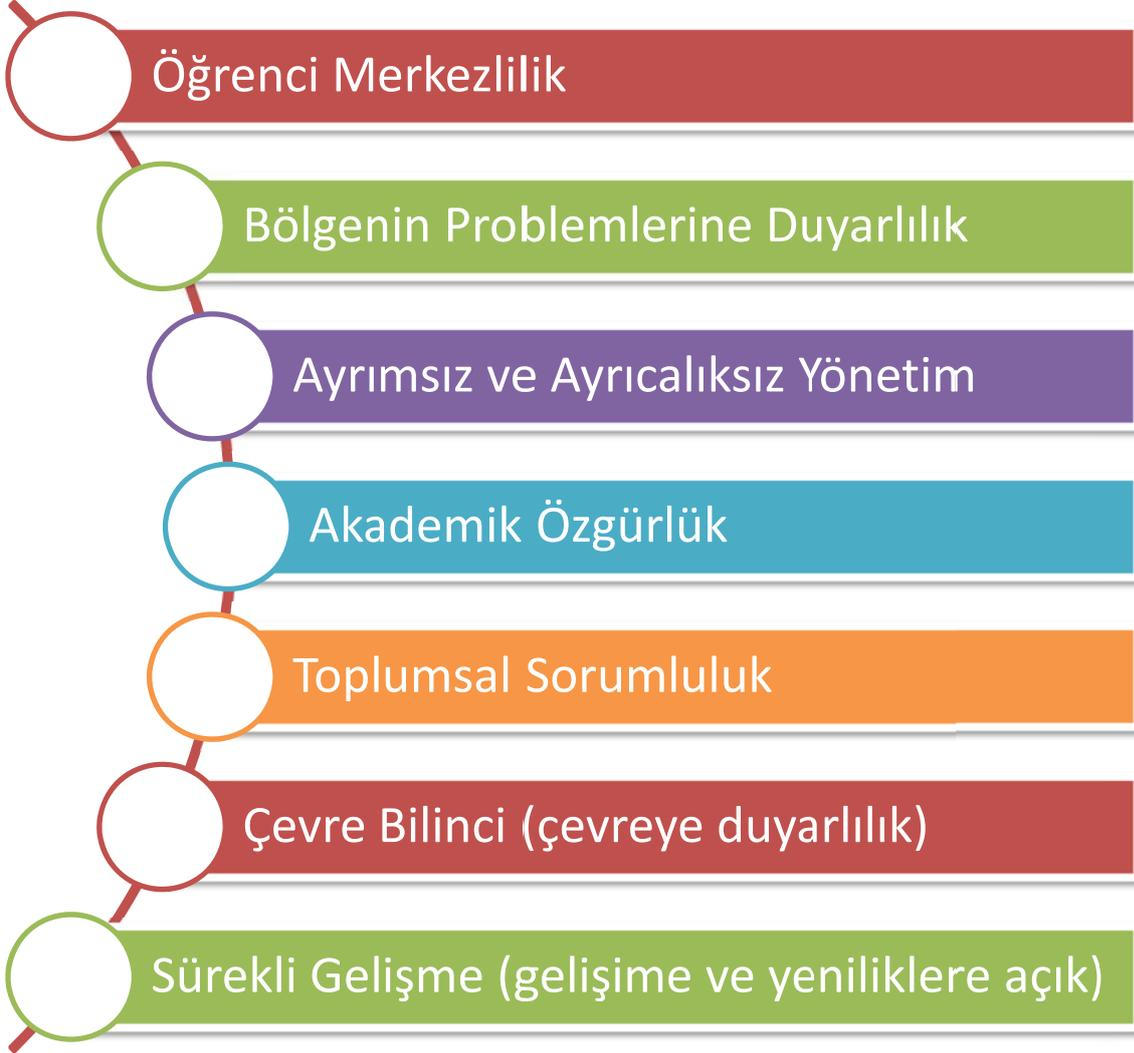 Öğrenci Merkezlilik
Bölgenin Problemlerine Duyarlılık
Ayrımsız ve Ayrıcalıksız Yönetim
Akademik Özgürlük
Toplumsal Sorumluluk
Çevre Bilinci (çevreye duyarlılık)
Sürekli Gelişme (gelişime ve yeniliklere açık)